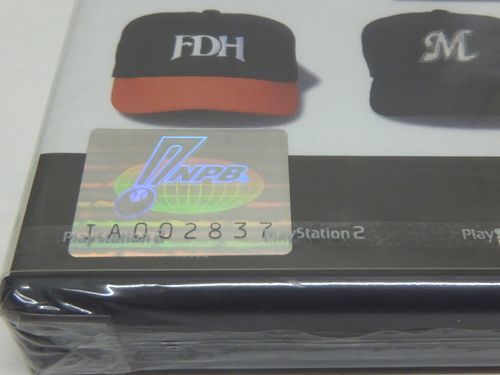 FDH
M
NPB
IA002837
PlayStation 2
PlayStation 2
Play